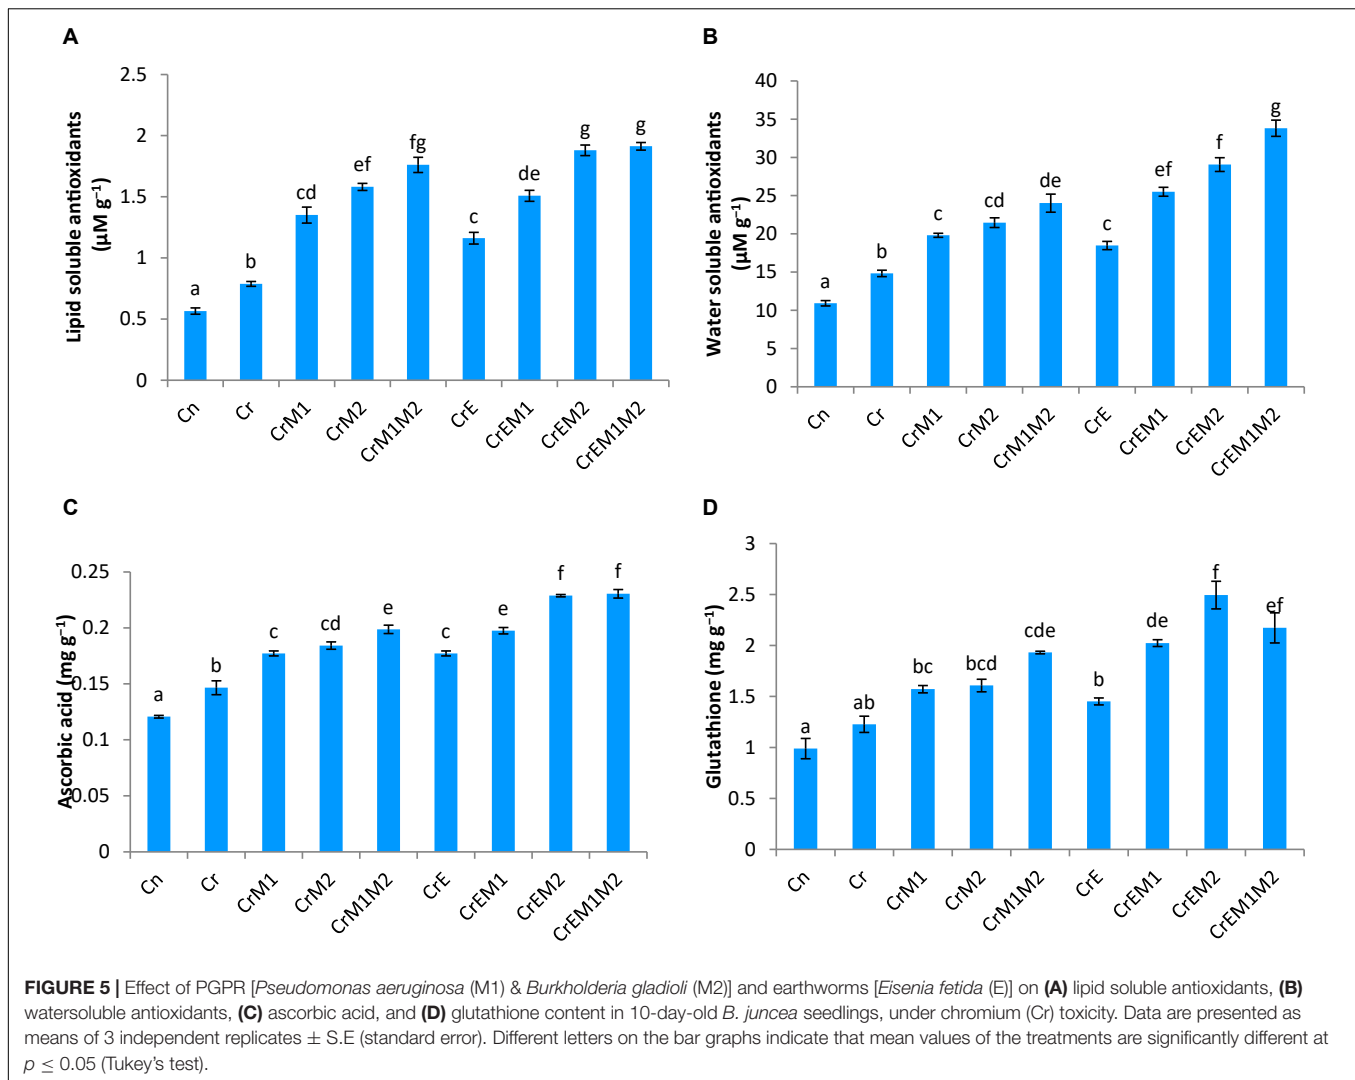 A
Lipid soluble antioxidants
(µM g⁻¹)
2.5
2
1.5
1
0.5
0
a
b
cd
ef
fg
c
de
g
g
Cn
Cr
CrM1
CrM2
CrM1M2
CrE
CrEM1
CrEM2
CrEM1M2
B
Water soluble antioxidants
(µM g⁻¹)
40
35
30
25
20
15
10
5
0
a
b
c
cd
de
c
ef
f
g
Cn
Cr
CrM1
CrM2
CrM1M2
CrE
CrEM1
CrEM2
CrEM1M2
C
Ascorbic acid (mg g⁻¹)
0.25
0.2
0.15
0.1
0.05
0
a
b
c
cd
e
c
e
f
f
Cn
Cr
CrM1
CrM2
CrM1M2
CrE
CrEM1
CrEM2
CrEM1M2
D
Glutathione (mg g⁻¹)
3
2.5
2
1.5
1
0.5
0
a
ab
bc
bcd
cde
b
de
f
ef
Cn
Cr
CrM1
CrM2
CrM1M2
CrE
CrEM1
CrEM2
CrEM1M2
FIGURE 5 | Effect of PGPR [Pseudomonas aeruginosa (M1) & Burkholderia gladioli (M2)] and earthworms [Eisenia fetida (E)] on (A) lipid soluble antioxidants, (B)
watersoluble antioxidants, (C) ascorbic acid, and (D) glutathione content in 10-day-old B. juncea seedlings, under chromium (Cr) toxicity. Data are presented as
means of 3 independent replicates ± S.E (standard error). Different letters on the bar graphs indicate that mean values of the treatments are significantly different at
p ≤ 0.05 (Tukey's test).